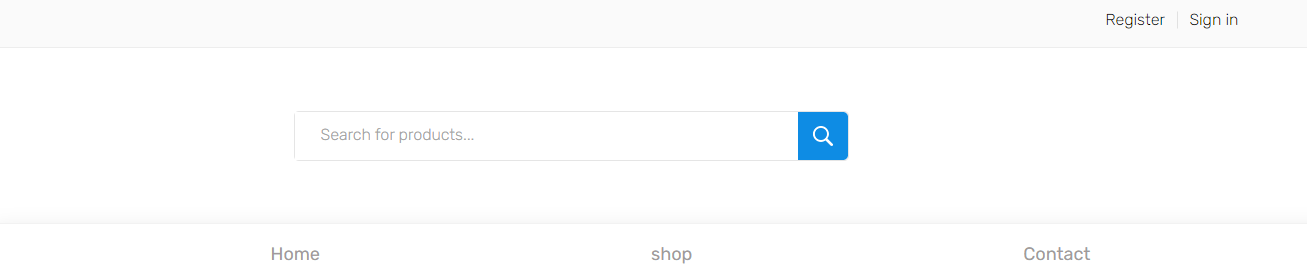 Register Sign in
Search for products...
Home shop Contact